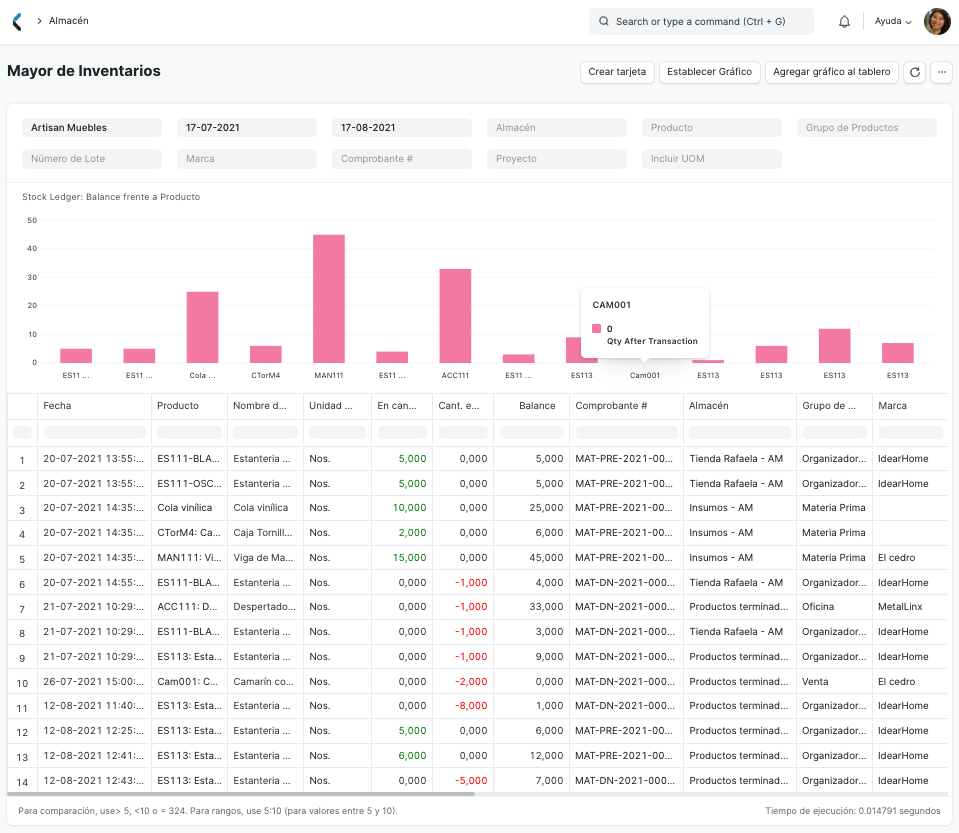 Almacén
Search or type a command (Ctrl + G)
Ayuda
Mayor de Inventarios
Crear tarjeta
Establecer Gráfico
Agregar gráfico al tablero
...
Artisan Muebles 17-07-2021 17-08-2021 Almacén Producto Grupo de Productos
Número de Lote Marca Comprobante # Proyecto Incluir UOM
Stock Ledger: Balance frente a Producto
50
40
30
20
10
0
CAM001
0
Qty After Transaction
ES11 ... ES11 ... Cola ... CTorM4 MAN111 ES11 ... ACC111 ES11 ... ES113 Cam001 ES113 ES113 ES113 ES113
Fecha Producto Nombre d... Unidad ... En can... Cant. e... Balance Comprobante # Almacén Grupo de ... Marca
1 20-07-2021 13:55:... ES111-BLA... Estanteria ... Nos. 5,000 0,000 5,000 MAT-PRE-2021-00... Tienda Rafaela - AM Organizador... IdearHome
2 20-07-2021 13:55:... ES111-OSC... Estanteria ... Nos. 5,000 0,000 5,000 MAT-PRE-2021-00... Tienda Rafaela - AM Organizador... IdearHome
3 20-07-2021 14:35:... Cola vinílica Cola vinílica Nos. 10,000 0,000 25,000 MAT-PRE-2021-00... Insumos - AM Materia Prima
4 20-07-2021 14:35:... CTorM4: Ca... Caja Tornill... Nos. 2,000 0,000 6,000 MAT-PRE-2021-00... Insumos - AM Materia Prima
5 20-07-2021 14:35:... MAN111: Vi... Viga de Ma... Nos. 15,000 0,000 45,000 MAT-PRE-2021-00... Insumos - AM Materia Prima El cedro
6 20-07-2021 14:55:... ES111-BLA... Estanteria ... Nos. 0,000 -1,000 4,000 MAT-DN-2021-000... Tienda Rafaela - AM Organizador... IdearHome
7 21-07-2021 10:29:... ACC111: D... Despertado... Nos. 0,000 -1,000 33,000 MAT-DN-2021-000... Productos terminad... Oficina MetalLinx
8 21-07-2021 10:29:... ES111-BLA... Estanteria ... Nos. 0,000 -1,000 3,000 MAT-DN-2021-000... Tienda Rafaela - AM Organizador... IdearHome
9 21-07-2021 10:29:... ES113: Esta... Estanteria ... Nos. 0,000 -1,000 9,000 MAT-DN-2021-000... Productos terminad... Organizador... IdearHome
10 26-07-2021 15:00:... Cam001: C... Camarín co... Nos. 0,000 -2,000 0,000 MAT-DN-2021-000... Productos terminad... Venta El cedro
11 12-08-2021 11:40:... ES113: Esta... Estanteria ... Nos. 0,000 -8,000 1,000 MAT-DN-2021-000... Productos terminad... Organizador... IdearHome
12 12-08-2021 12:25:... ES113: Esta... Estanteria ... Nos. 5,000 0,000 6,000 MAT-PRE-2021-00... Productos terminad... Organizador... IdearHome
13 12-08-2021 12:41:... ES113: Esta... Estanteria ... Nos. 6,000 0,000 12,000 MAT-PRE-2021-00... Productos terminad... Organizador... IdearHome
14 12-08-2021 12:43:... ES113: Esta... Estanteria ... Nos. 0,000 -5,000 7,000 MAT-DN-2021-000... Productos terminad... Organizador... IdearHome
Para comparación, use> 5, <10 o = 324. Para rangos, use 5:10 (para valores entre 5 y 10).
Tiempo de ejecución: 0.014791 segundos